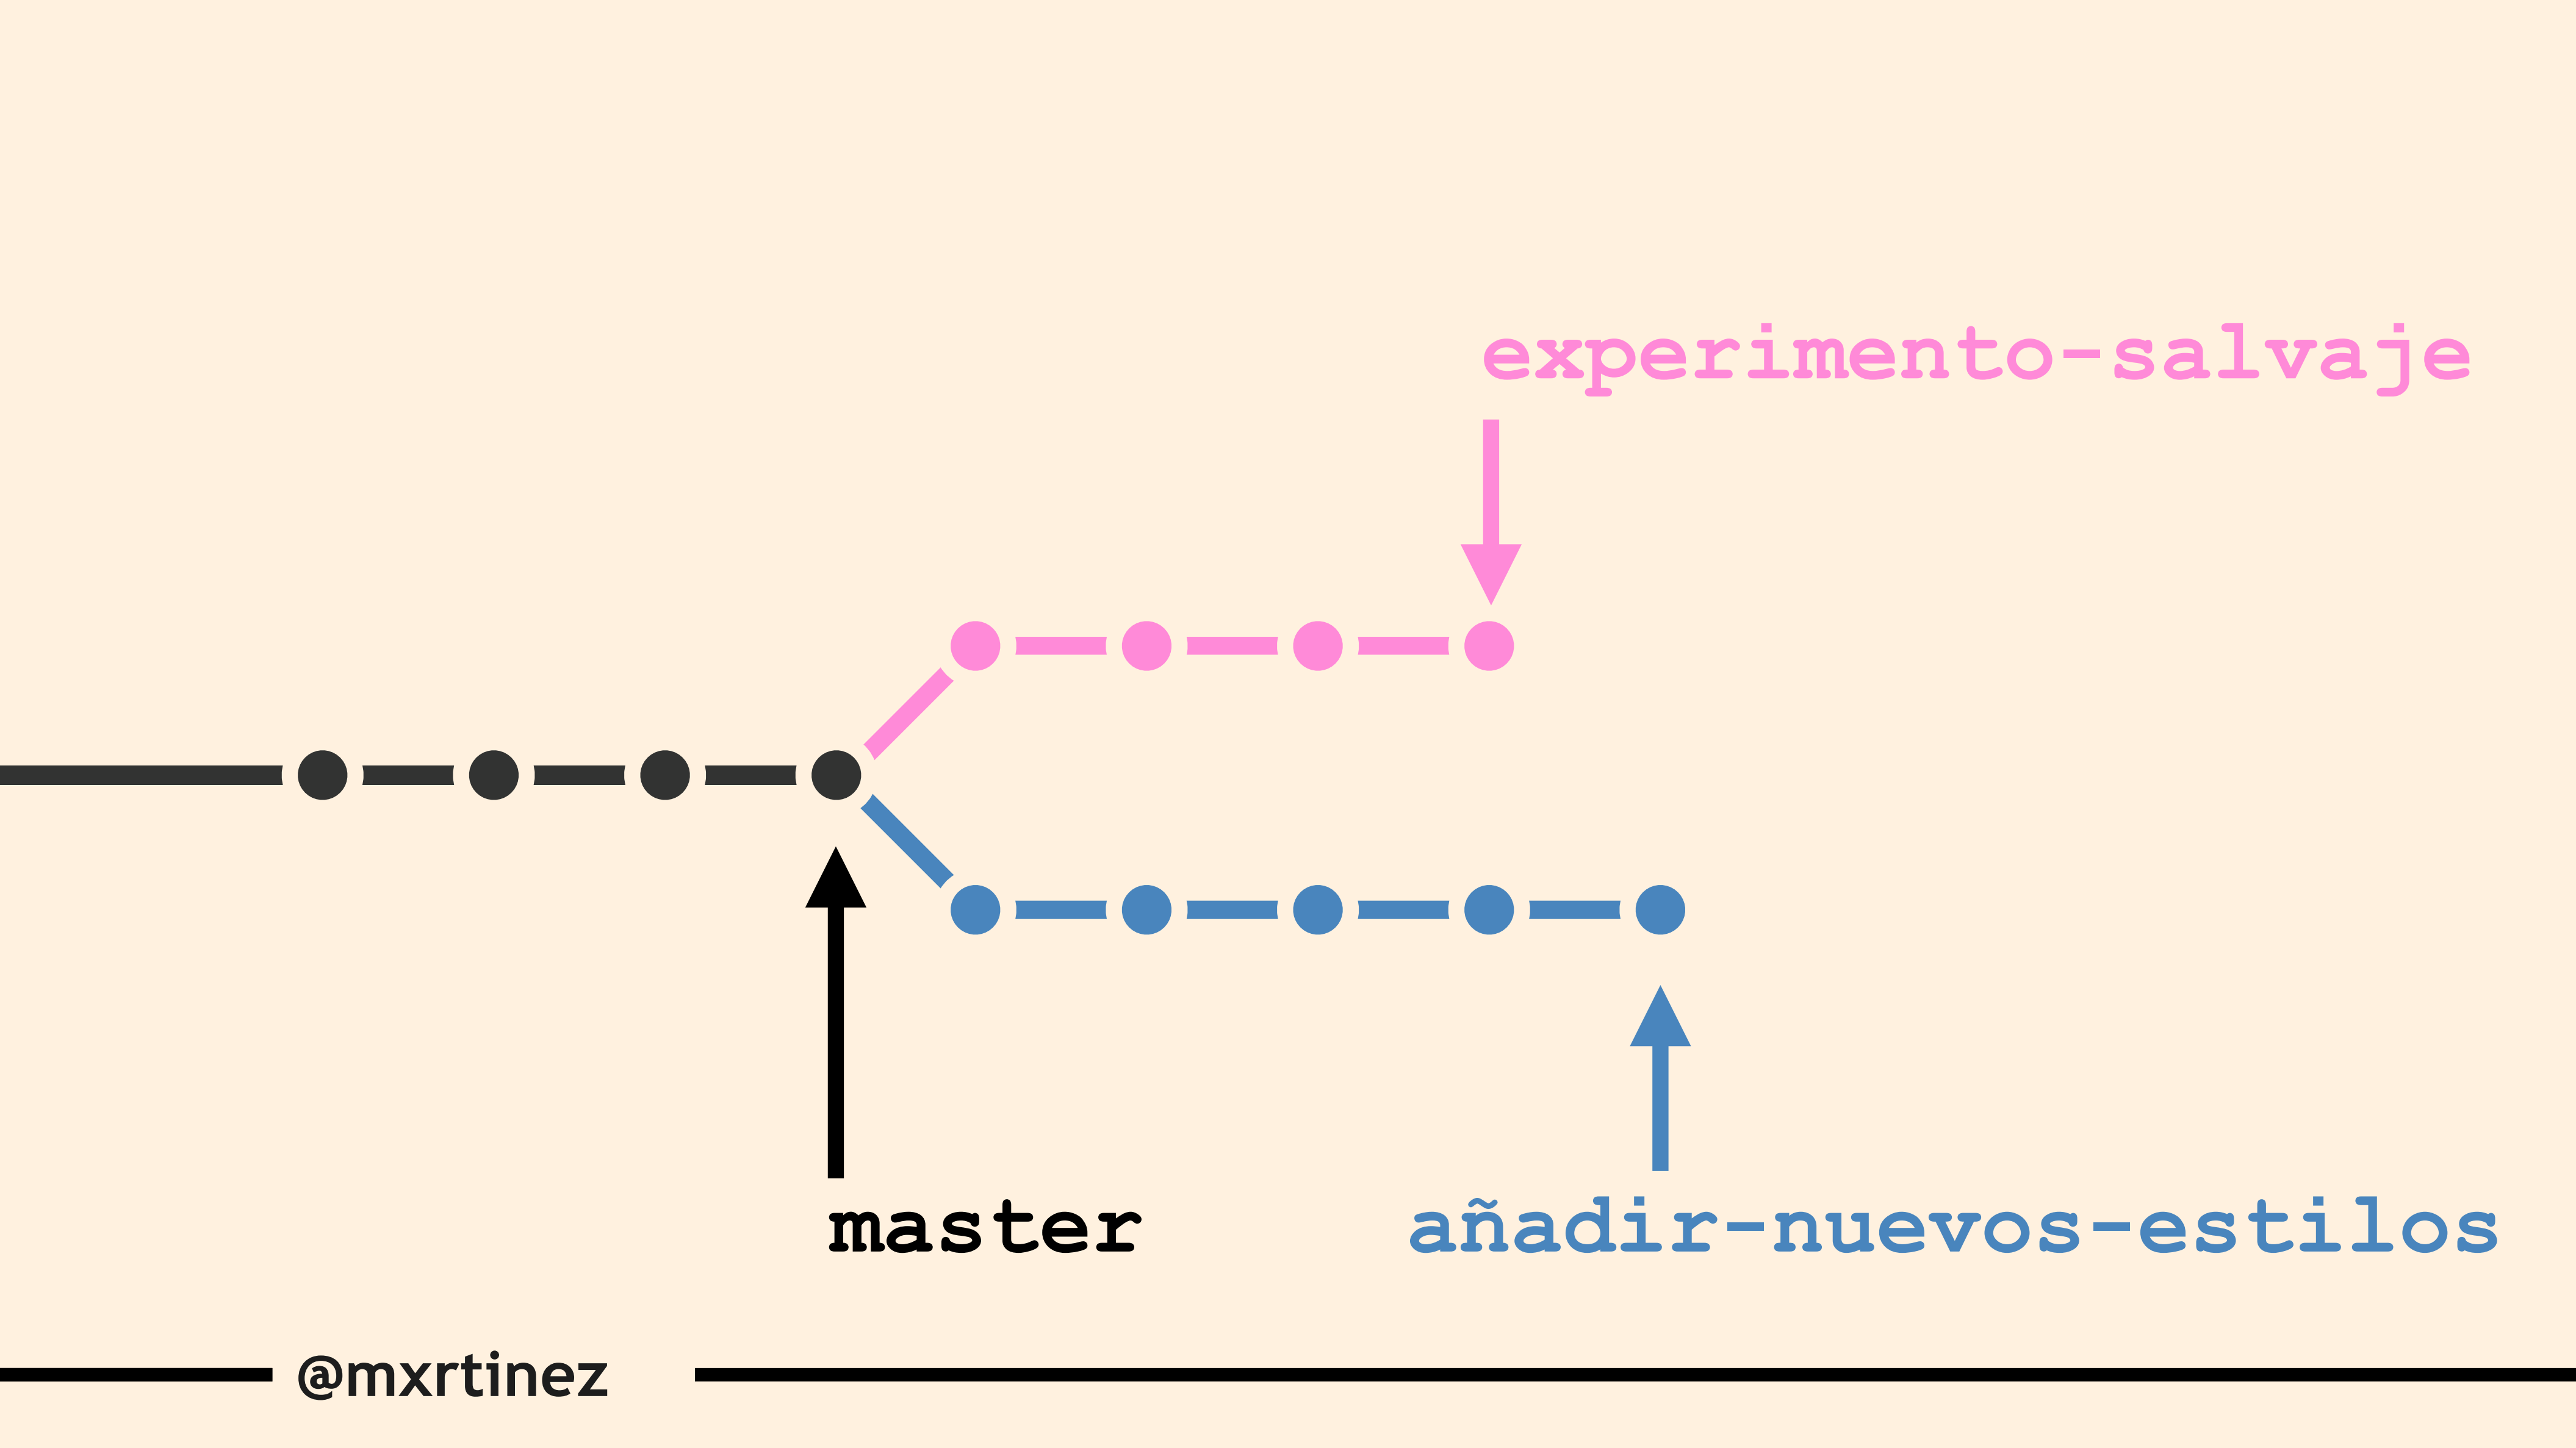 experimento-salvaje
master
añadir-nuevos-estilos
@mxrtinez